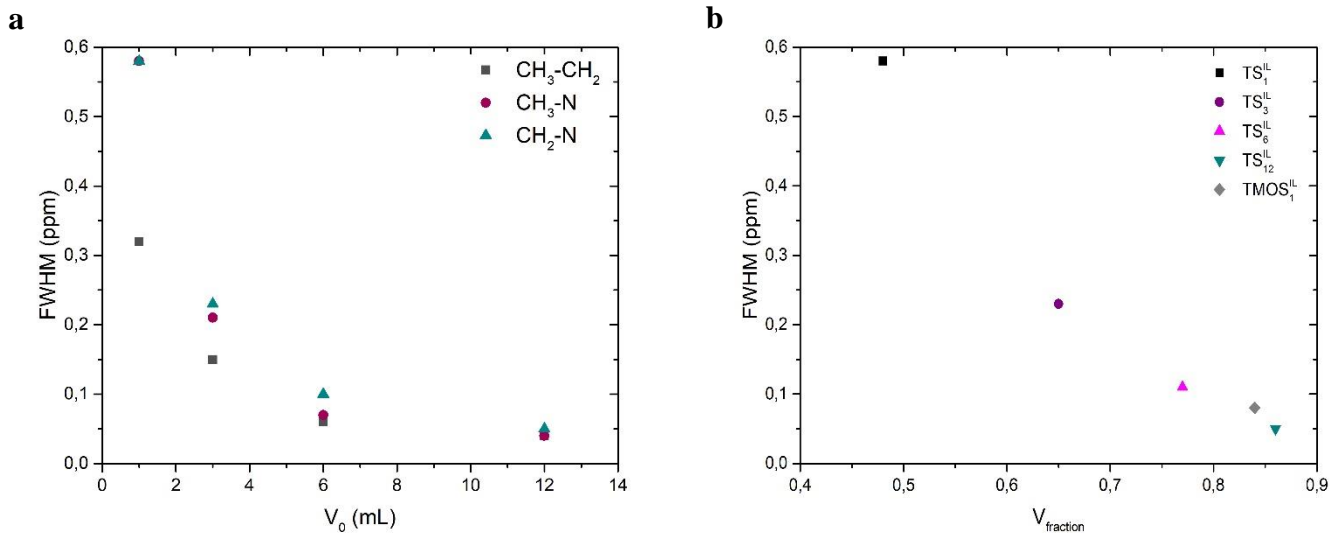 a
0,6
0,5
0,4
0,3
0,2
0,1
0,0
FWHM (ppm)
CH₃-CH₂
CH₃-N
CH₂-N
0 2 4 6 8 10 12 14
V₀ (mL)
b
0,6
0,5
0,4
0,3
0,2
0,1
0,0
FWHM (ppm)
TS₁ᴵᴸ
TS₃ᴵᴸ
TS₆ᴵᴸ
TS₁₂ᴵᴸ
TMOS₁ᴵᴸ
0,4 0,5 0,6 0,7 0,8 0,9
V_fraction